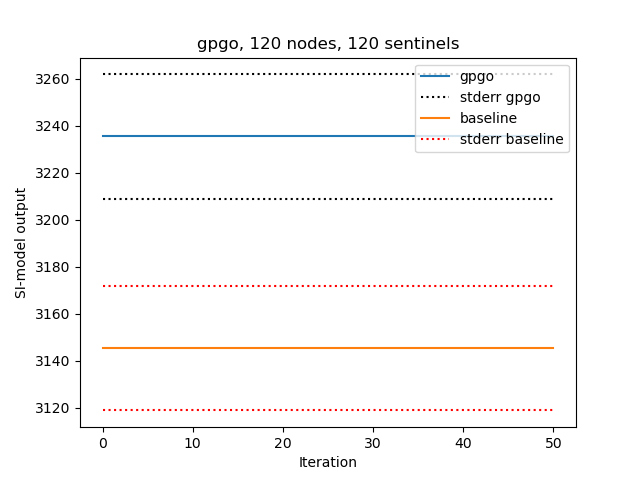 gpgo, 120 nodes, 120 sentinels
3260
3240
3220
3200
3180
3160
3140
3120
SI-model output
gpgo
stderr gpgo
baseline
stderr baseline
0 10 20 30 40 50
Iteration